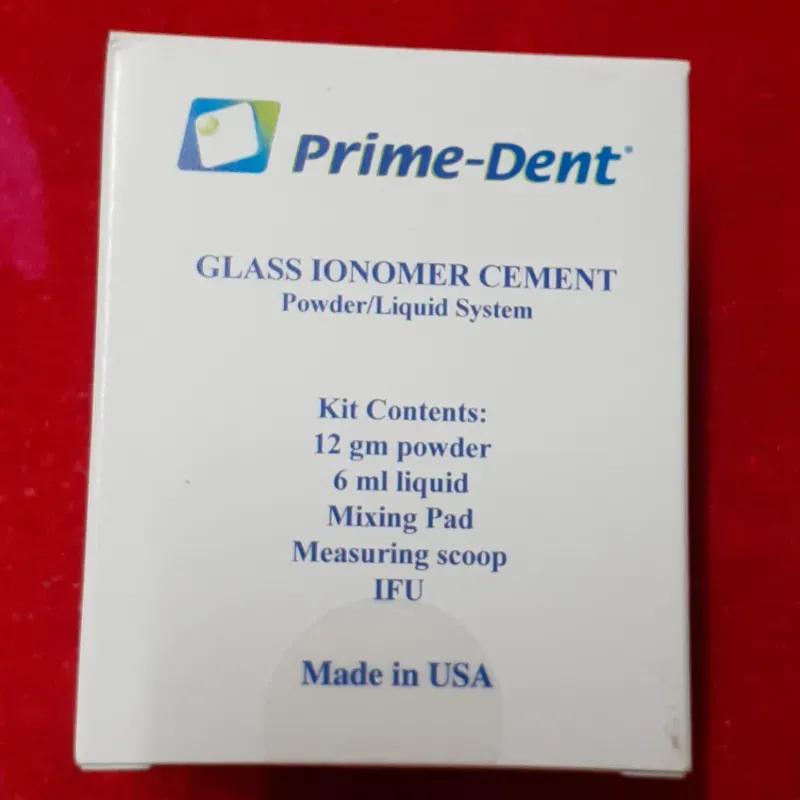 Prime-Dent®
GLASS IONOMER CEMENT
Powder/Liquid System
Kit Contents:
12 gm powder
6 ml liquid
Mixing Pad
Measuring scoop
IFU
Made in USA